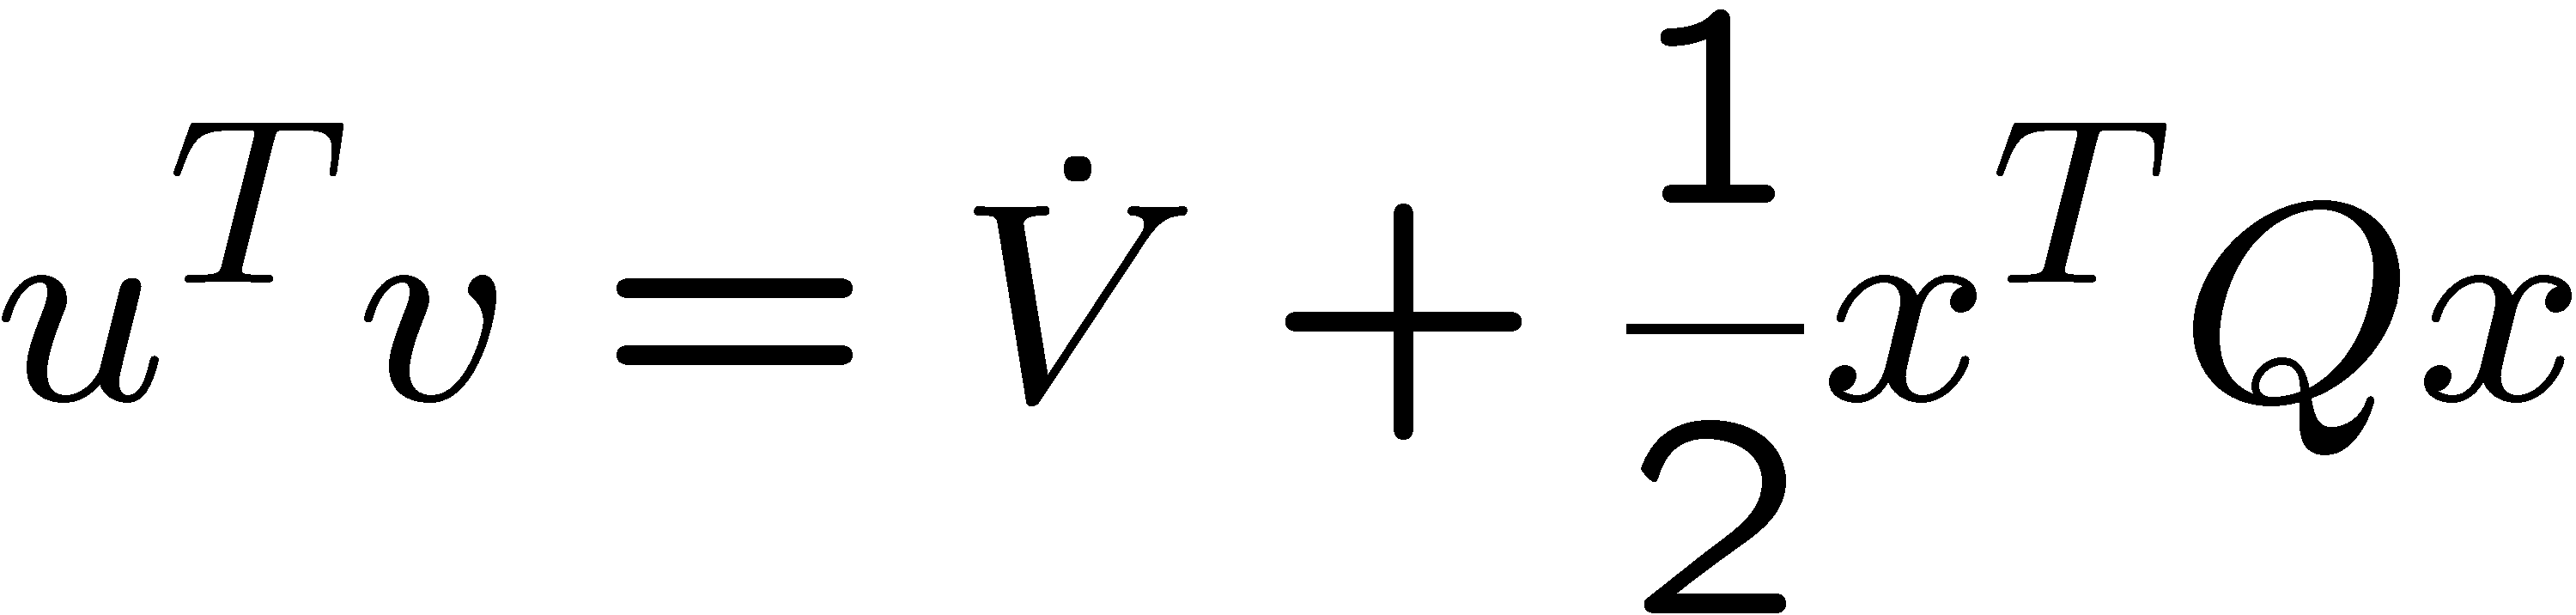 $u^T v = \dot{V} + \frac{1}{2} x^T Q x$